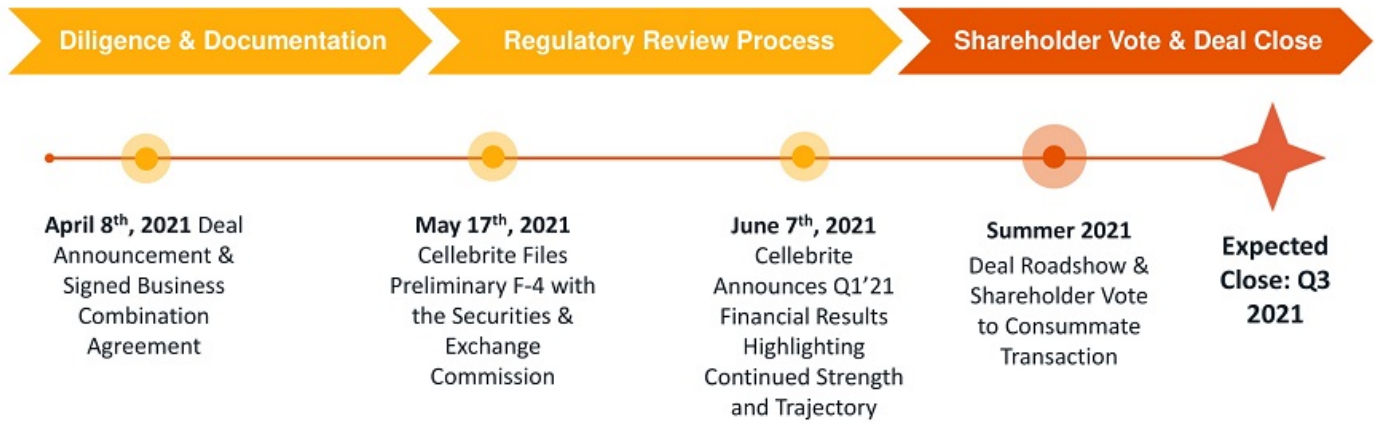 Diligence & Documentation
Regulatory Review Process
Shareholder Vote & Deal Close
April 8th, 2021 Deal
Announcement &
Signed Business
Combination
Agreement
May 17th, 2021
Cellebrite Files
Preliminary F-4 with
the Securities &
Exchange
Commission
June 7th, 2021
Cellebrite
Announces Q1’21
Financial Results
Highlighting
Continued Strength
and Trajectory
Summer 2021
Deal Roadshow &
Shareholder Vote
to Consummate
Transaction
Expected
Close: Q3
2021